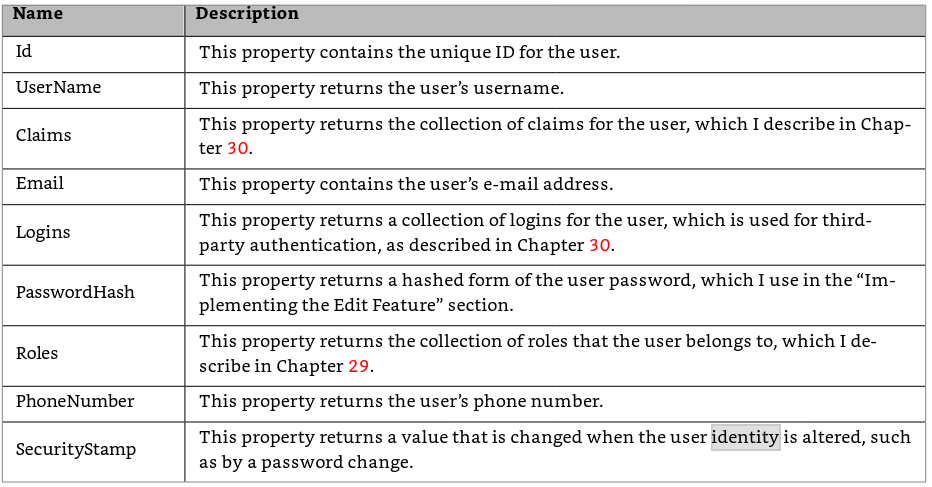 Name Description
Id This property contains the unique ID for the user.
UserName This property returns the user's username.
Claims This property returns the collection of claims for the user, which I describe in Chap-
ter 30.
Email This property contains the user's e-mail address.
Logins This property returns a collection of logins for the user, which is used for third-
party authentication, as described in Chapter 30.
PasswordHash This property returns a hashed form of the user password, which I use in the “Im-
plementing the Edit Feature” section.
Roles This property returns the collection of roles that the user belongs to, which I de-
scribe in Chapter 29.
PhoneNumber This property returns the user's phone number.
SecurityStamp This property returns a value that is changed when the user identity is altered, such
as by a password change.